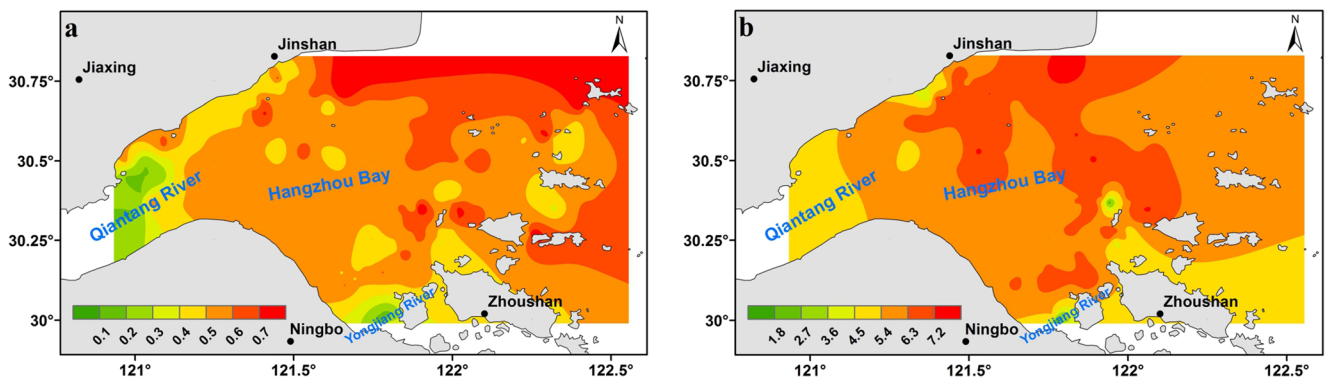 a
N
Jinshan
Jiaxing
30.75°
30.5°
30.25°
30°
Qiantang River
Hangzhou Bay
Yongjiang River
Zhoushan
Ningbo
0.1 0.2 0.3 0.4 0.5 0.6 0.7
121° 121.5° 122° 122.5°
b
N
Jinshan
Jiaxing
30.75°
30.5°
30.25°
30°
Qiantang River
Hangzhou Bay
Yongjiang River
Zhoushan
Ningbo
1.8 2.7 3.6 4.5 5.4 6.3 7.2
121° 121.5° 122° 122.5°